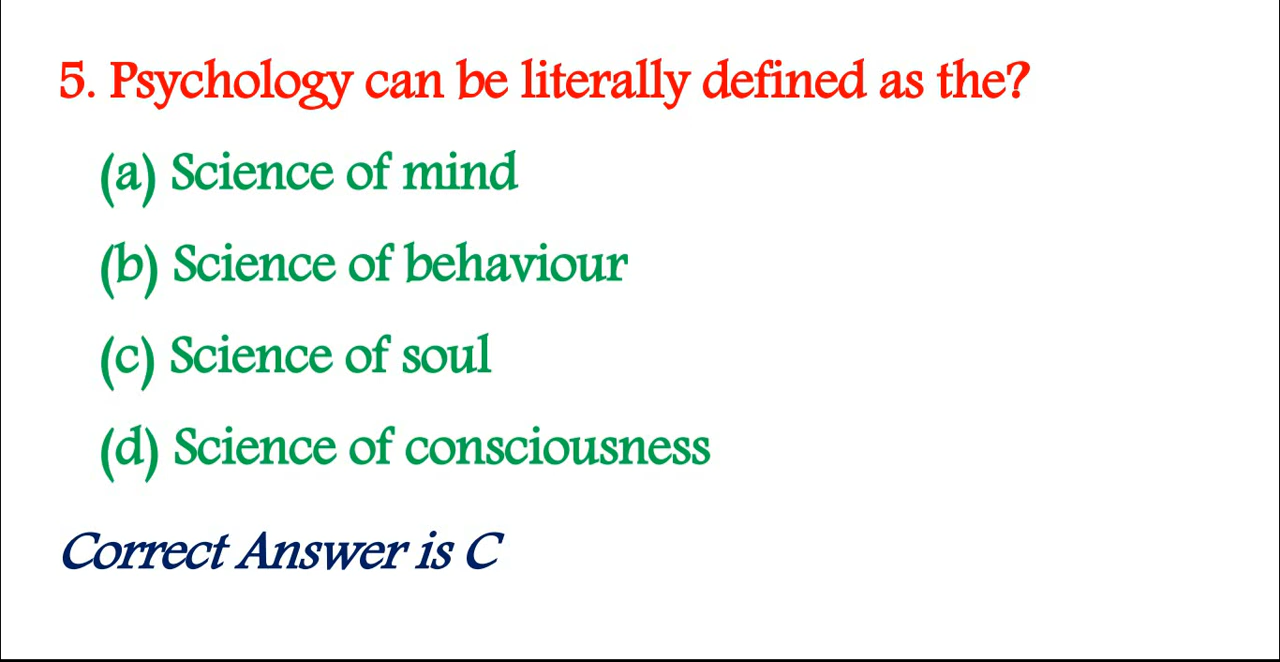 5. Psychology can be literally defined as the?
(a) Science of mind
(b) Science of behaviour
(c) Science of soul
(d) Science of consciousness
Correct Answer is C